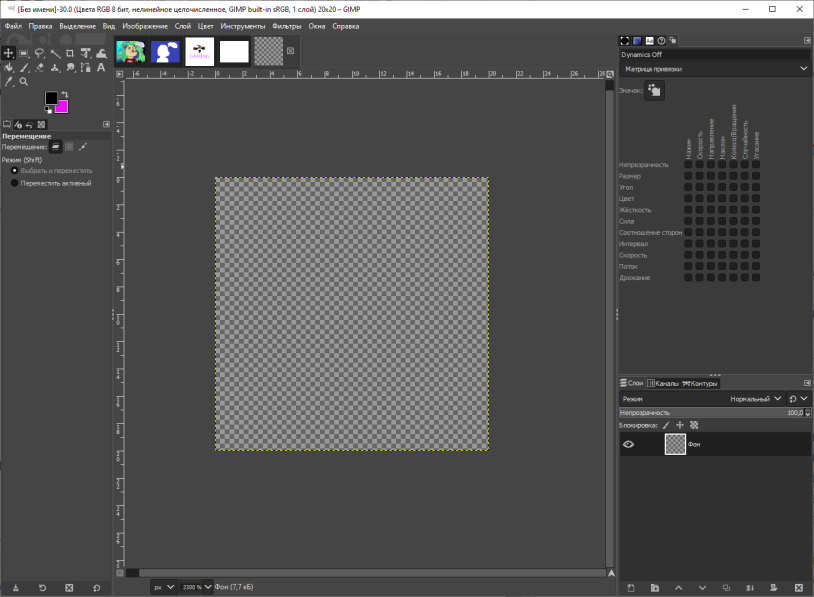 [Без имени]-30.0 (Цвета RGB 8 бит, нелинейное целочисленное, GIMP built-in sRGB, 1 слой) 20x20 – GIMP
Файл Правка Выделение Вид Изображение Слой Цвет Инструменты Фильтры Окна Справка
Dynamics Off
Матрица привязки
Значок:
Нажим
Скорость
Направление
Наклон
Колесо/Вращение
Случайность
Угасание
Непрозрачность
Размер
Угол
Цвет
Жёсткость
Сила
Соотношение сторон
Интервал
Скорость
Поток
Дрожание
Перемещение
Перемещение:
Режим (Shift)
Выбрать и переместить
Переместить активный
Слои Каналы Контуры
Режим Нормальный
Непрозрачность 100,0
Блокировка:
Фон
px 2300 % Фон (7,7 кБ)